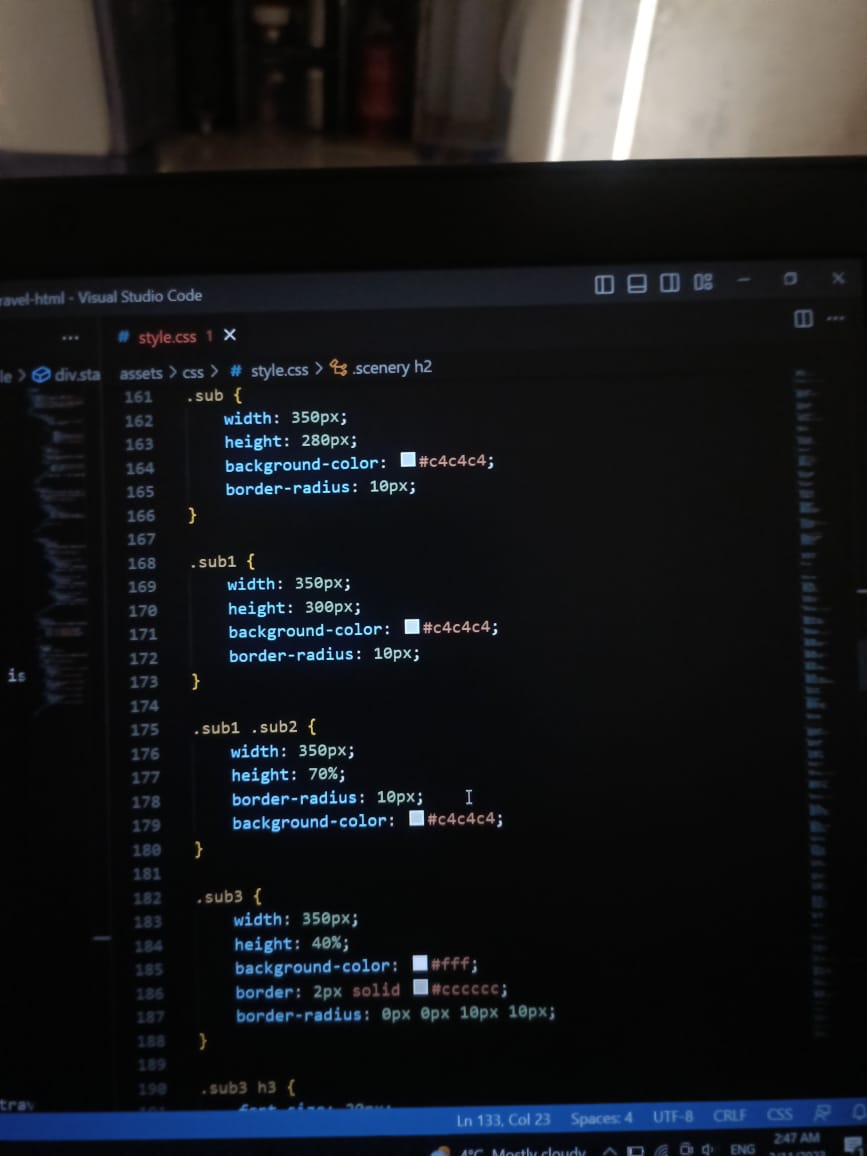 ravel-html - Visual Studio Code
# style.css 1
le > div.sta
assets > css > # style.css > .scenery h2
161 .sub {
162 width: 350px;
163 height: 280px;
164 background-color: #c4c4c4;
165 border-radius: 10px;
166 }
167
168 .sub1 {
169 width: 350px;
170 height: 300px;
171 background-color: #c4c4c4;
172 border-radius: 10px;
173 }
is
174
175 .sub1 .sub2 {
176 width: 350px;
177 height: 70%;
178 border-radius: 10px;
179 background-color: #c4c4c4;
180 }
181
182 .sub3 {
183 width: 350px;
184 height: 40%;
185 background-color: #fff;
186 border: 2px solid #cccccc;
187 border-radius: 0px 0px 10px 10px;
188 }
189
190 .sub3 h3 {
trav
Ln 133, Col 23 Spaces: 4 UTF-8 CRLF CSS
4°C Mostly cloudy ENG 2:47 AM